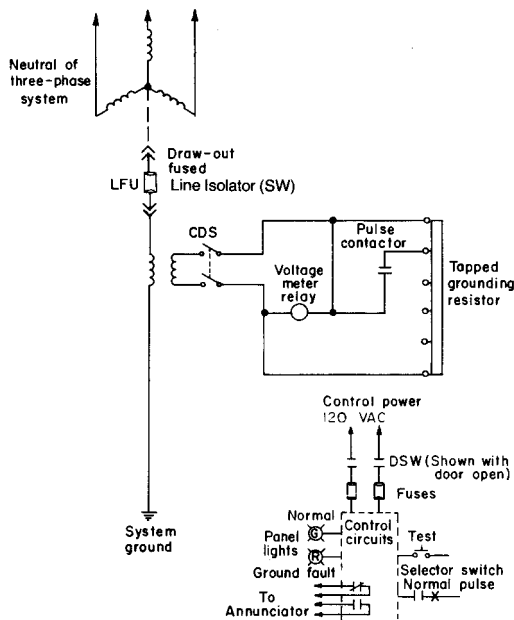 Neutral of
three-phase
system
Draw-out
fused
LFU
Line Isolator (SW)
CDS
Pulse
contactor
Voltage
meter
relay
Tapped
grounding
resistor
Control power
120 VAC
DSW (Shown with
door open)
Fuses
System
ground
Normal
G
Panel
lights
R
Ground fault
Control
circuits
Test
Selector switch
Normal pulse
To
Annunciator